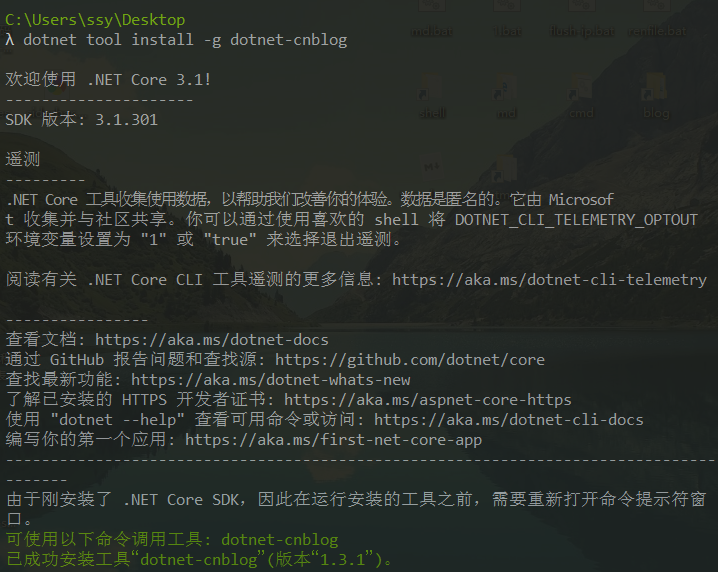 mdibat
flush-ip.bat
C:\Users\ssy\Desktop
λ dotnet tool install -g dotnet-cnblog
欢迎使用 .NET Core 3.1!
---------------------
SDK 版本: 3.1.301
shell
md
cmd
blog
遥测
---------
.NET Core 工具收集使用数据，以帮助我们改善你的体验。数据是匿名的。它由 Microsof
t 收集并与社区共享。你可以通过使用喜欢的 shell 将 DOTNET_CLI_TELEMETRY_OPTOUT
环境变量设置为 "1" 或 "true" 来选择退出遥测。
阅读有关 .NET Core CLI 工具遥测的更多信息: https://aka.ms/dotnet-cli-telemetry
----------------
查看文档: https://aka.ms/dotnet-docs
通过 GitHub 报告问题和查找源: https://github.com/dotnet/core
查找最新功能: https://aka.ms/dotnet-whats-new
了解已安装的 HTTPS 开发者证书: https://aka.ms/aspnet-core-https
使用 "dotnet --help" 查看可用命令或访问: https://aka.ms/dotnet-cli-docs
编写你的第一个应用: https://aka.ms/first-net-core-app
-------------------------------------------------------------------------------
-------
由于刚安装了 .NET Core SDK，因此在运行安装的工具之前，需要重新打开命令提示符窗
口。
可使用以下命令调用工具: dotnet-cnblog
已成功安装工具“dotnet-cnblog”(版本“1.3.1”)。